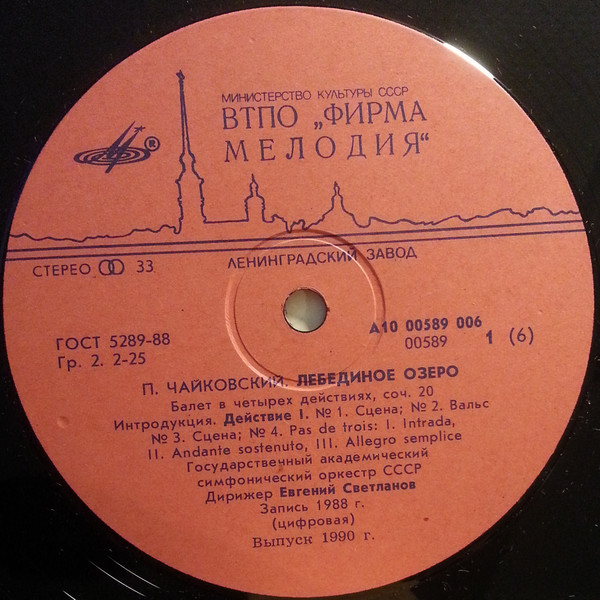 МИНИСТЕРСТВО КУЛЬТУРЫ СССР
ВТПО „ФИРМА
МЕЛОДИЯ“
®
СТЕРЕО 33
ЛЕНИНГРАДСКИЙ ЗАВОД
ГОСТ 5289-88
Гр. 2. 2-25
А10 00589 006
00589 1 (6)
П. ЧАЙКОВСКИЙ. ЛЕБЕДИНОЕ ОЗЕРО
Балет в четырех действиях, соч. 20
Интродукция. Действие I. № 1. Сцена; № 2. Вальс
№ 3. Сцена; № 4. Pas de trois: I. Intrada,
II. Andante sostenuto, III. Allegro semplice
Государственный академический
симфонический оркестр СССР
Дирижер Евгений Светланов
Запись 1988 г.
(цифровая)
Выпуск 1990 г.